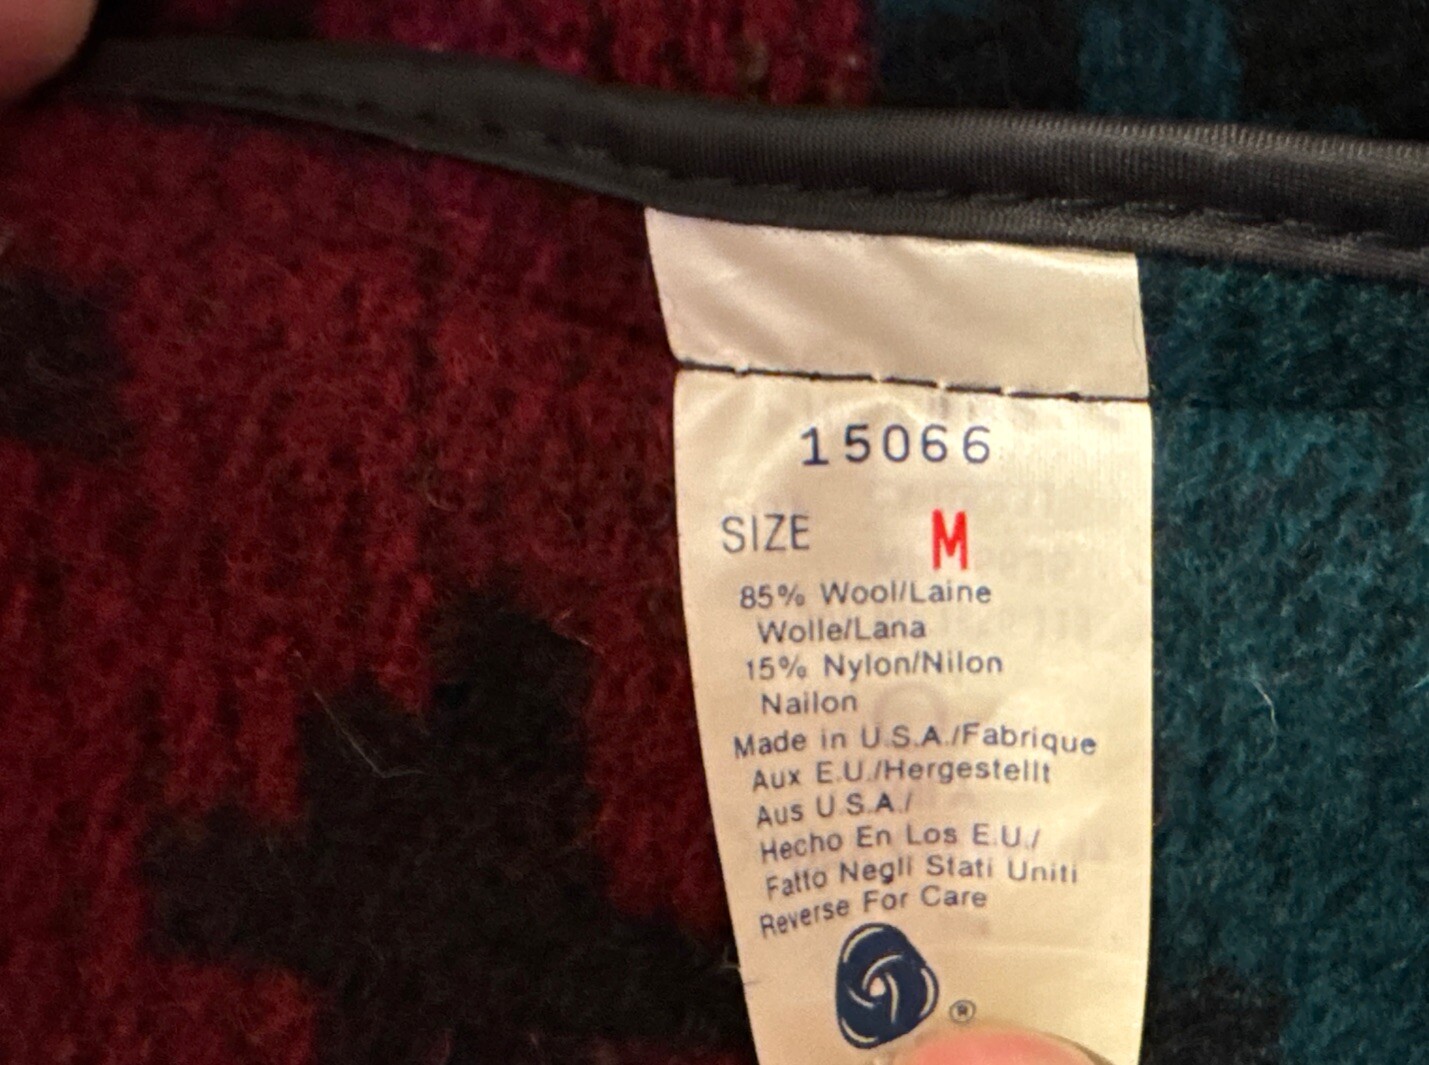 15066
SIZE M
85% Wool/Laine
Wolle/Lana
15% Nylon/Nilon
Nailon
Made in U.S.A./Fabrique
Aux E.U./Hergestellt
Aus U.S.A./
Hecho En Los E.U./
Fatto Negli Stati Uniti
Reverse For Care
®